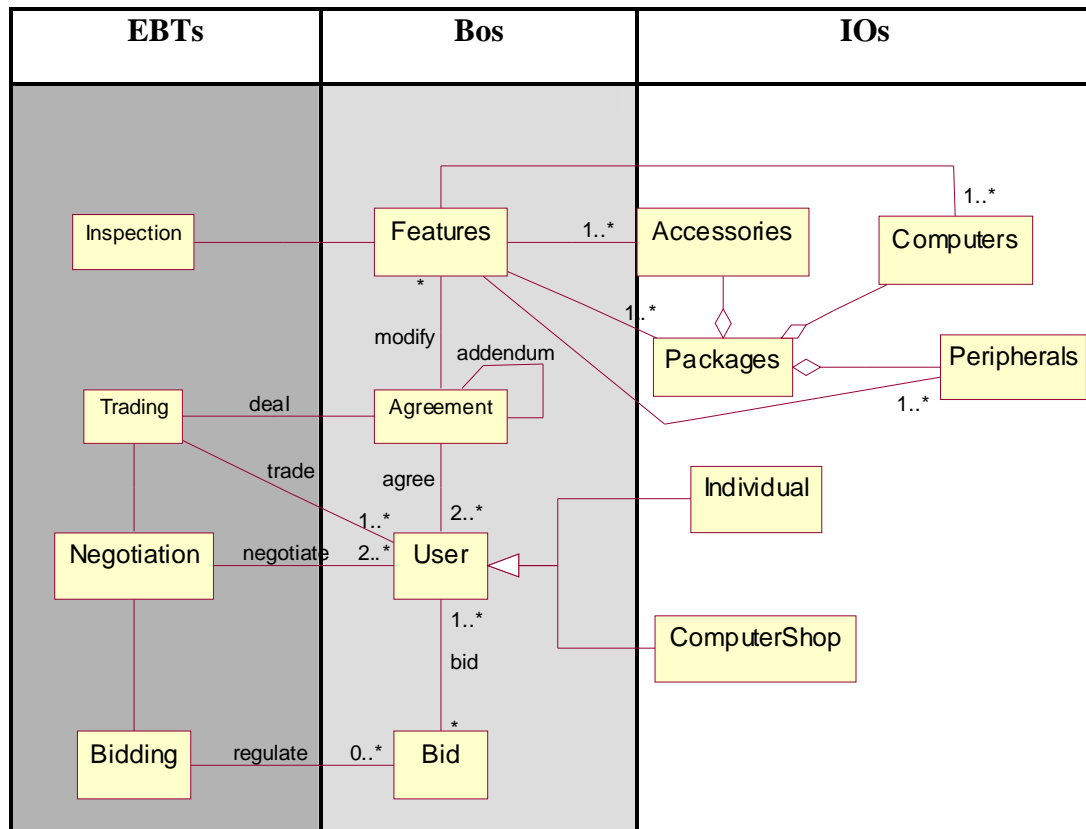 EBTs
Bos
IOs
1..*
Inspection
Features
1..*
Accessories
Computers
*
1..*
modify
addendum
Packages
Peripherals
Trading
deal
Agreement
1..*
trade
agree
Individual
1..*
2..*
Negotiation
negotiate
2..*
User
1..*
ComputerShop
bid
*
Bidding
regulate
0..*
Bid